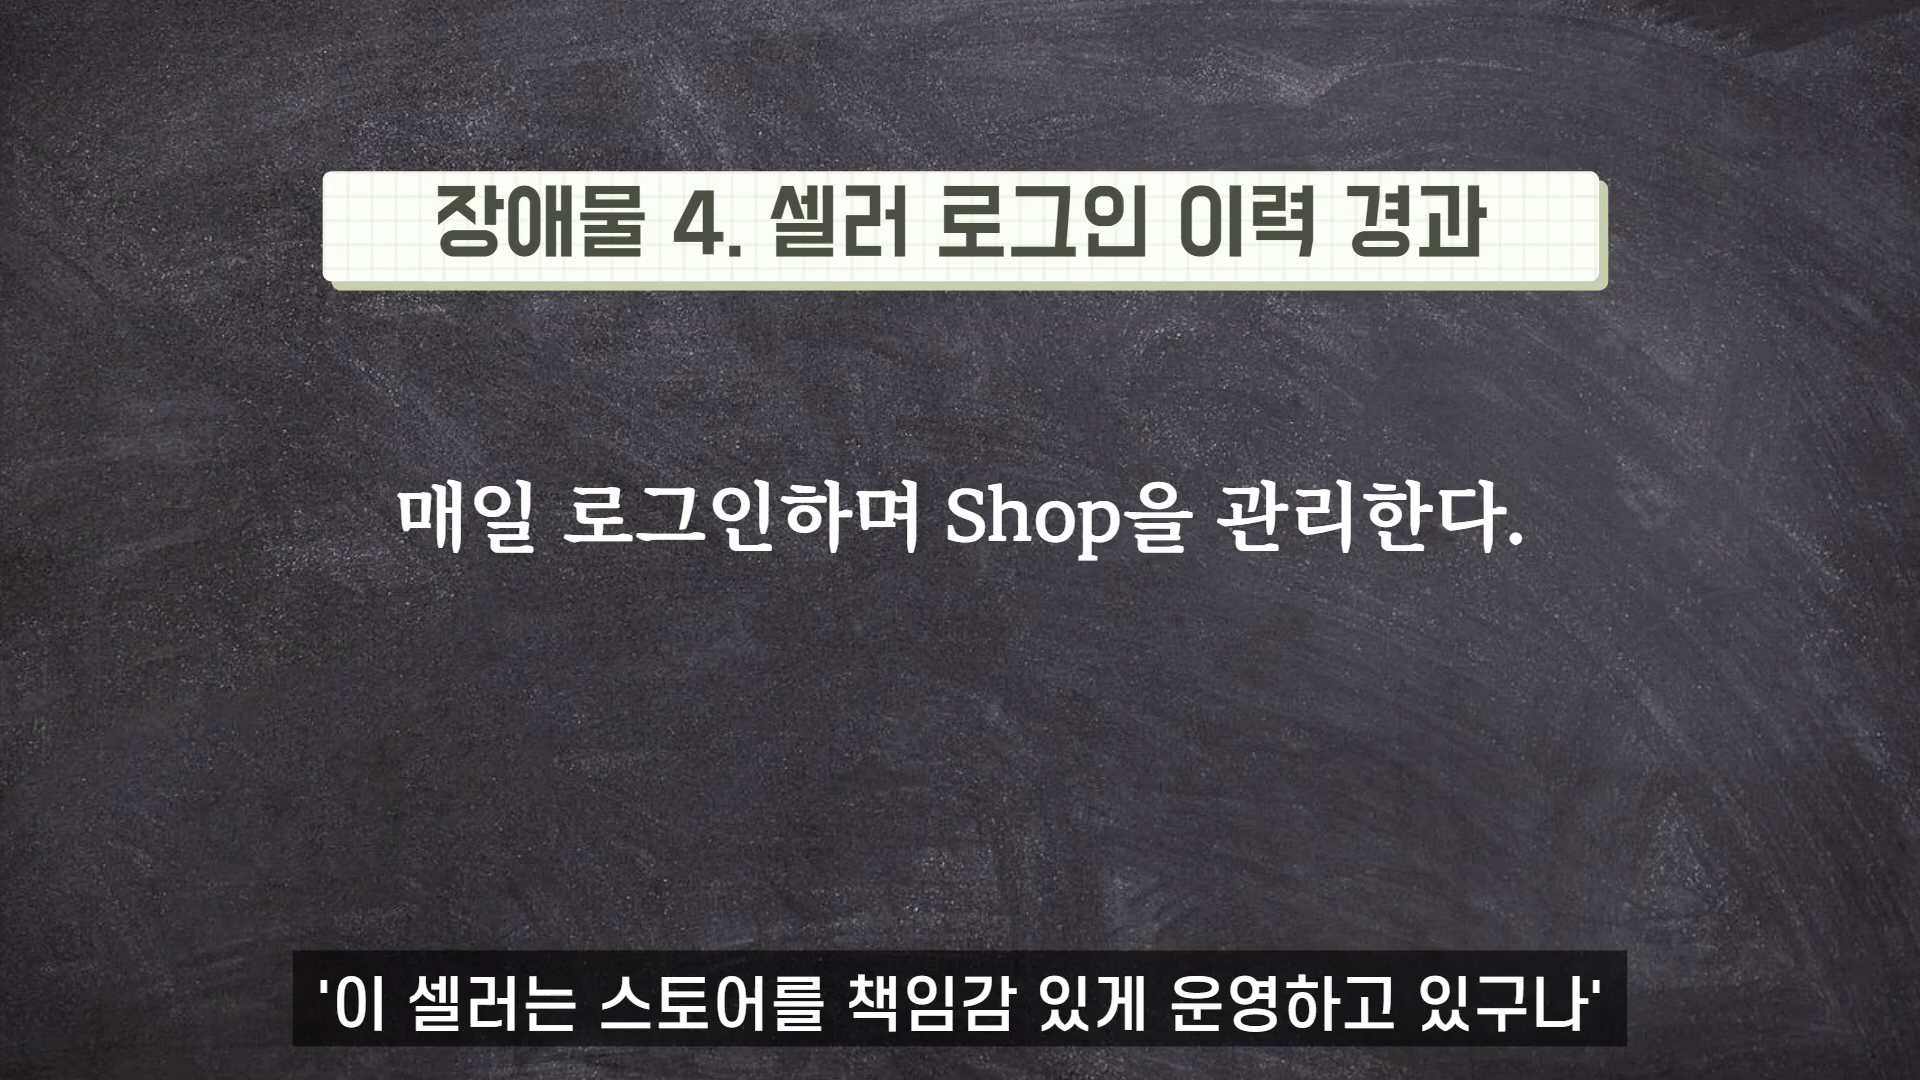 장애물 4. 셀러 로그인 이력 경과
매일 로그인하며 Shop을 관리한다.
'이 셀러는 스토어를 책임감 있게 운영하고 있구나'